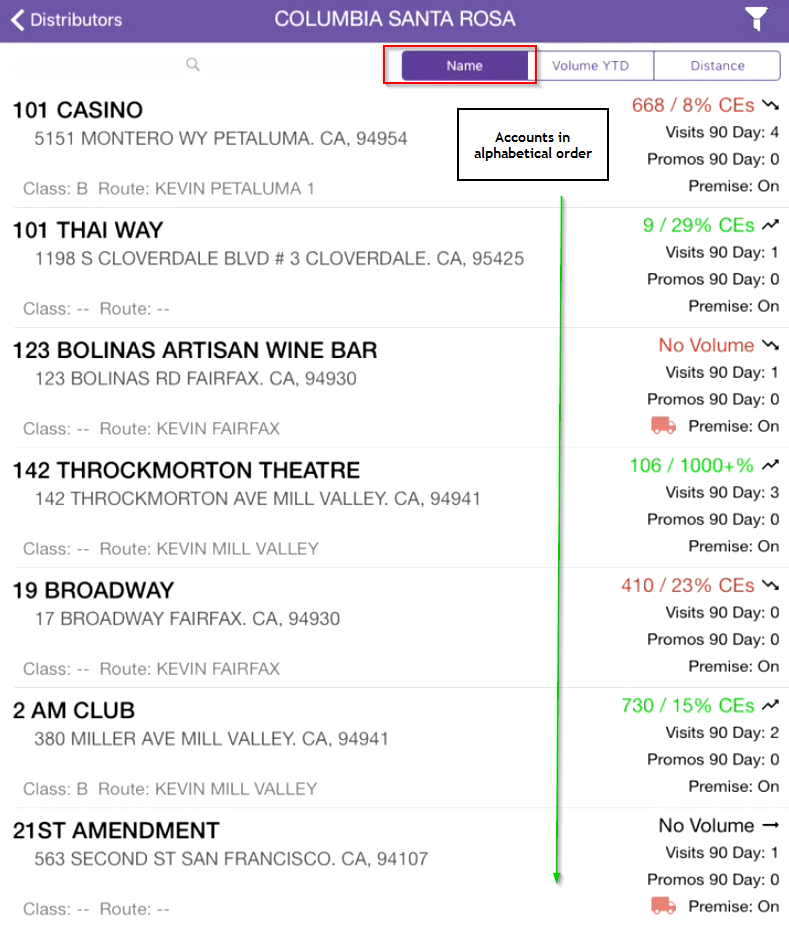 Distributors
COLUMBIA SANTA ROSA
Name
Volume YTD
Distance
Accounts in
alphabetical order
101 CASINO
668 / 8% CEs
5151 MONTERO WY PETALUMA. CA, 94954
Visits 90 Day: 4
Promos 90 Day: 0
Class: B Route: KEVIN PETALUMA 1
Premise: On
101 THAI WAY
9 / 29% CEs
1198 S CLOVERDALE BLVD # 3 CLOVERDALE. CA, 95425
Visits 90 Day: 1
Promos 90 Day: 0
Class: -- Route: --
Premise: On
123 BOLINAS ARTISAN WINE BAR
No Volume
123 BOLINAS RD FAIRFAX. CA, 94930
Visits 90 Day: 1
Promos 90 Day: 0
Class: -- Route: KEVIN FAIRFAX
Premise: On
142 THROCKMORTON THEATRE
106 / 1000+%
142 THROCKMORTON AVE MILL VALLEY. CA, 94941
Visits 90 Day: 3
Promos 90 Day: 0
Class: -- Route: KEVIN MILL VALLEY
Premise: On
19 BROADWAY
410 / 23% CEs
17 BROADWAY FAIRFAX. CA, 94930
Visits 90 Day: 0
Promos 90 Day: 0
Class: -- Route: KEVIN FAIRFAX
Premise: On
2 AM CLUB
730 / 15% CEs
380 MILLER AVE MILL VALLEY. CA, 94941
Visits 90 Day: 2
Promos 90 Day: 0
Class: B Route: KEVIN MILL VALLEY
Premise: On
21ST AMENDMENT
No Volume
563 SECOND ST SAN FRANCISCO. CA, 94107
Visits 90 Day: 1
Promos 90 Day: 0
Class: -- Route: --
Premise: On